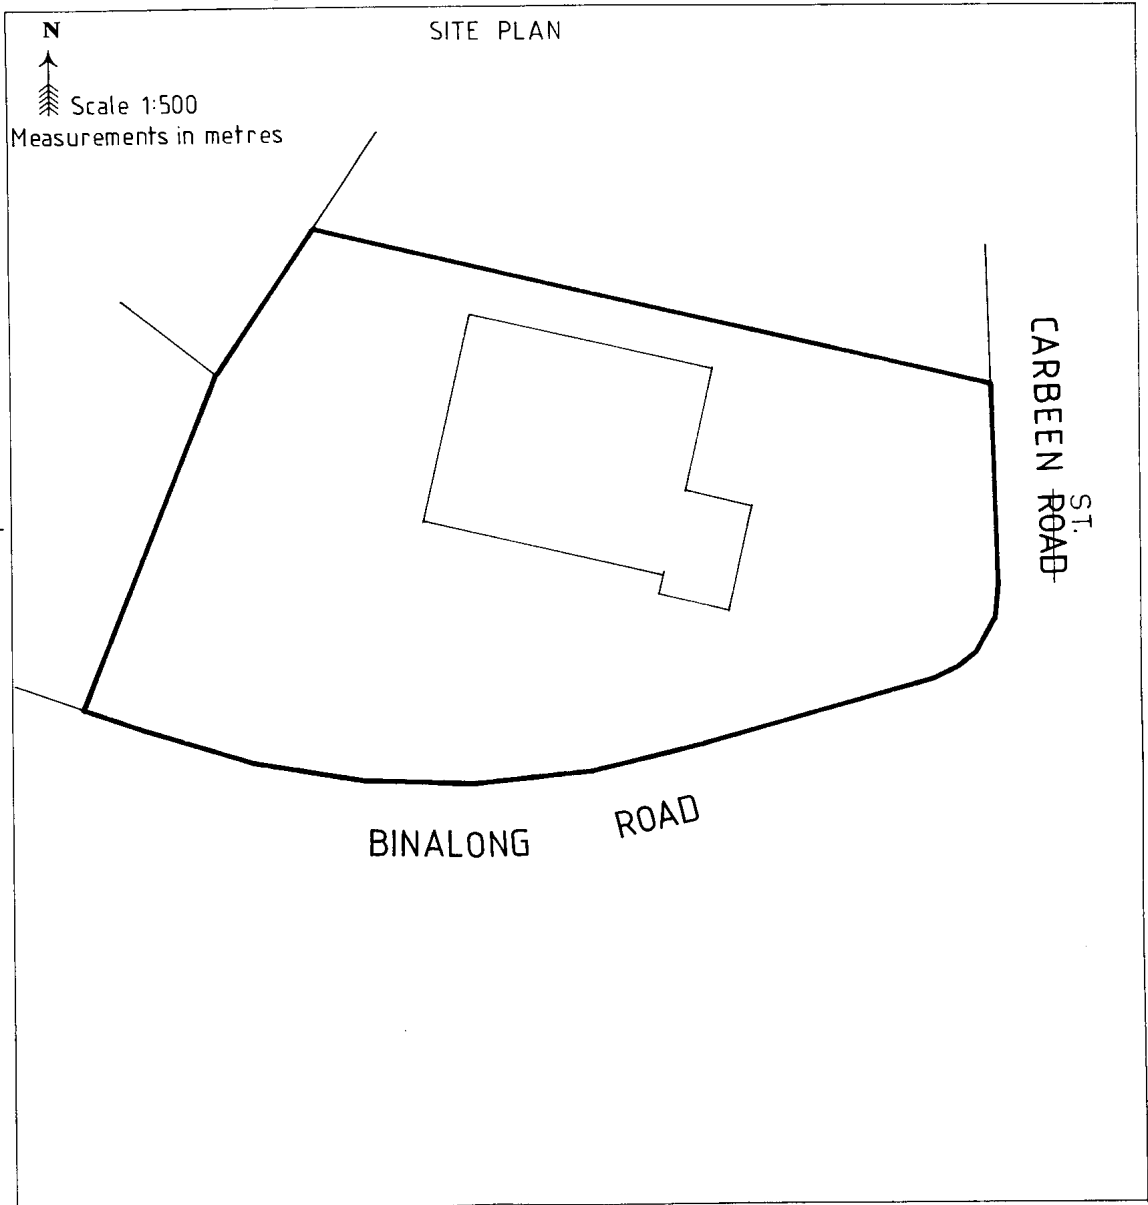 N
SITE PLAN
Scale 1:500
Measurements in metres
CARBEEN ROAD
ST.
BINALONG ROAD